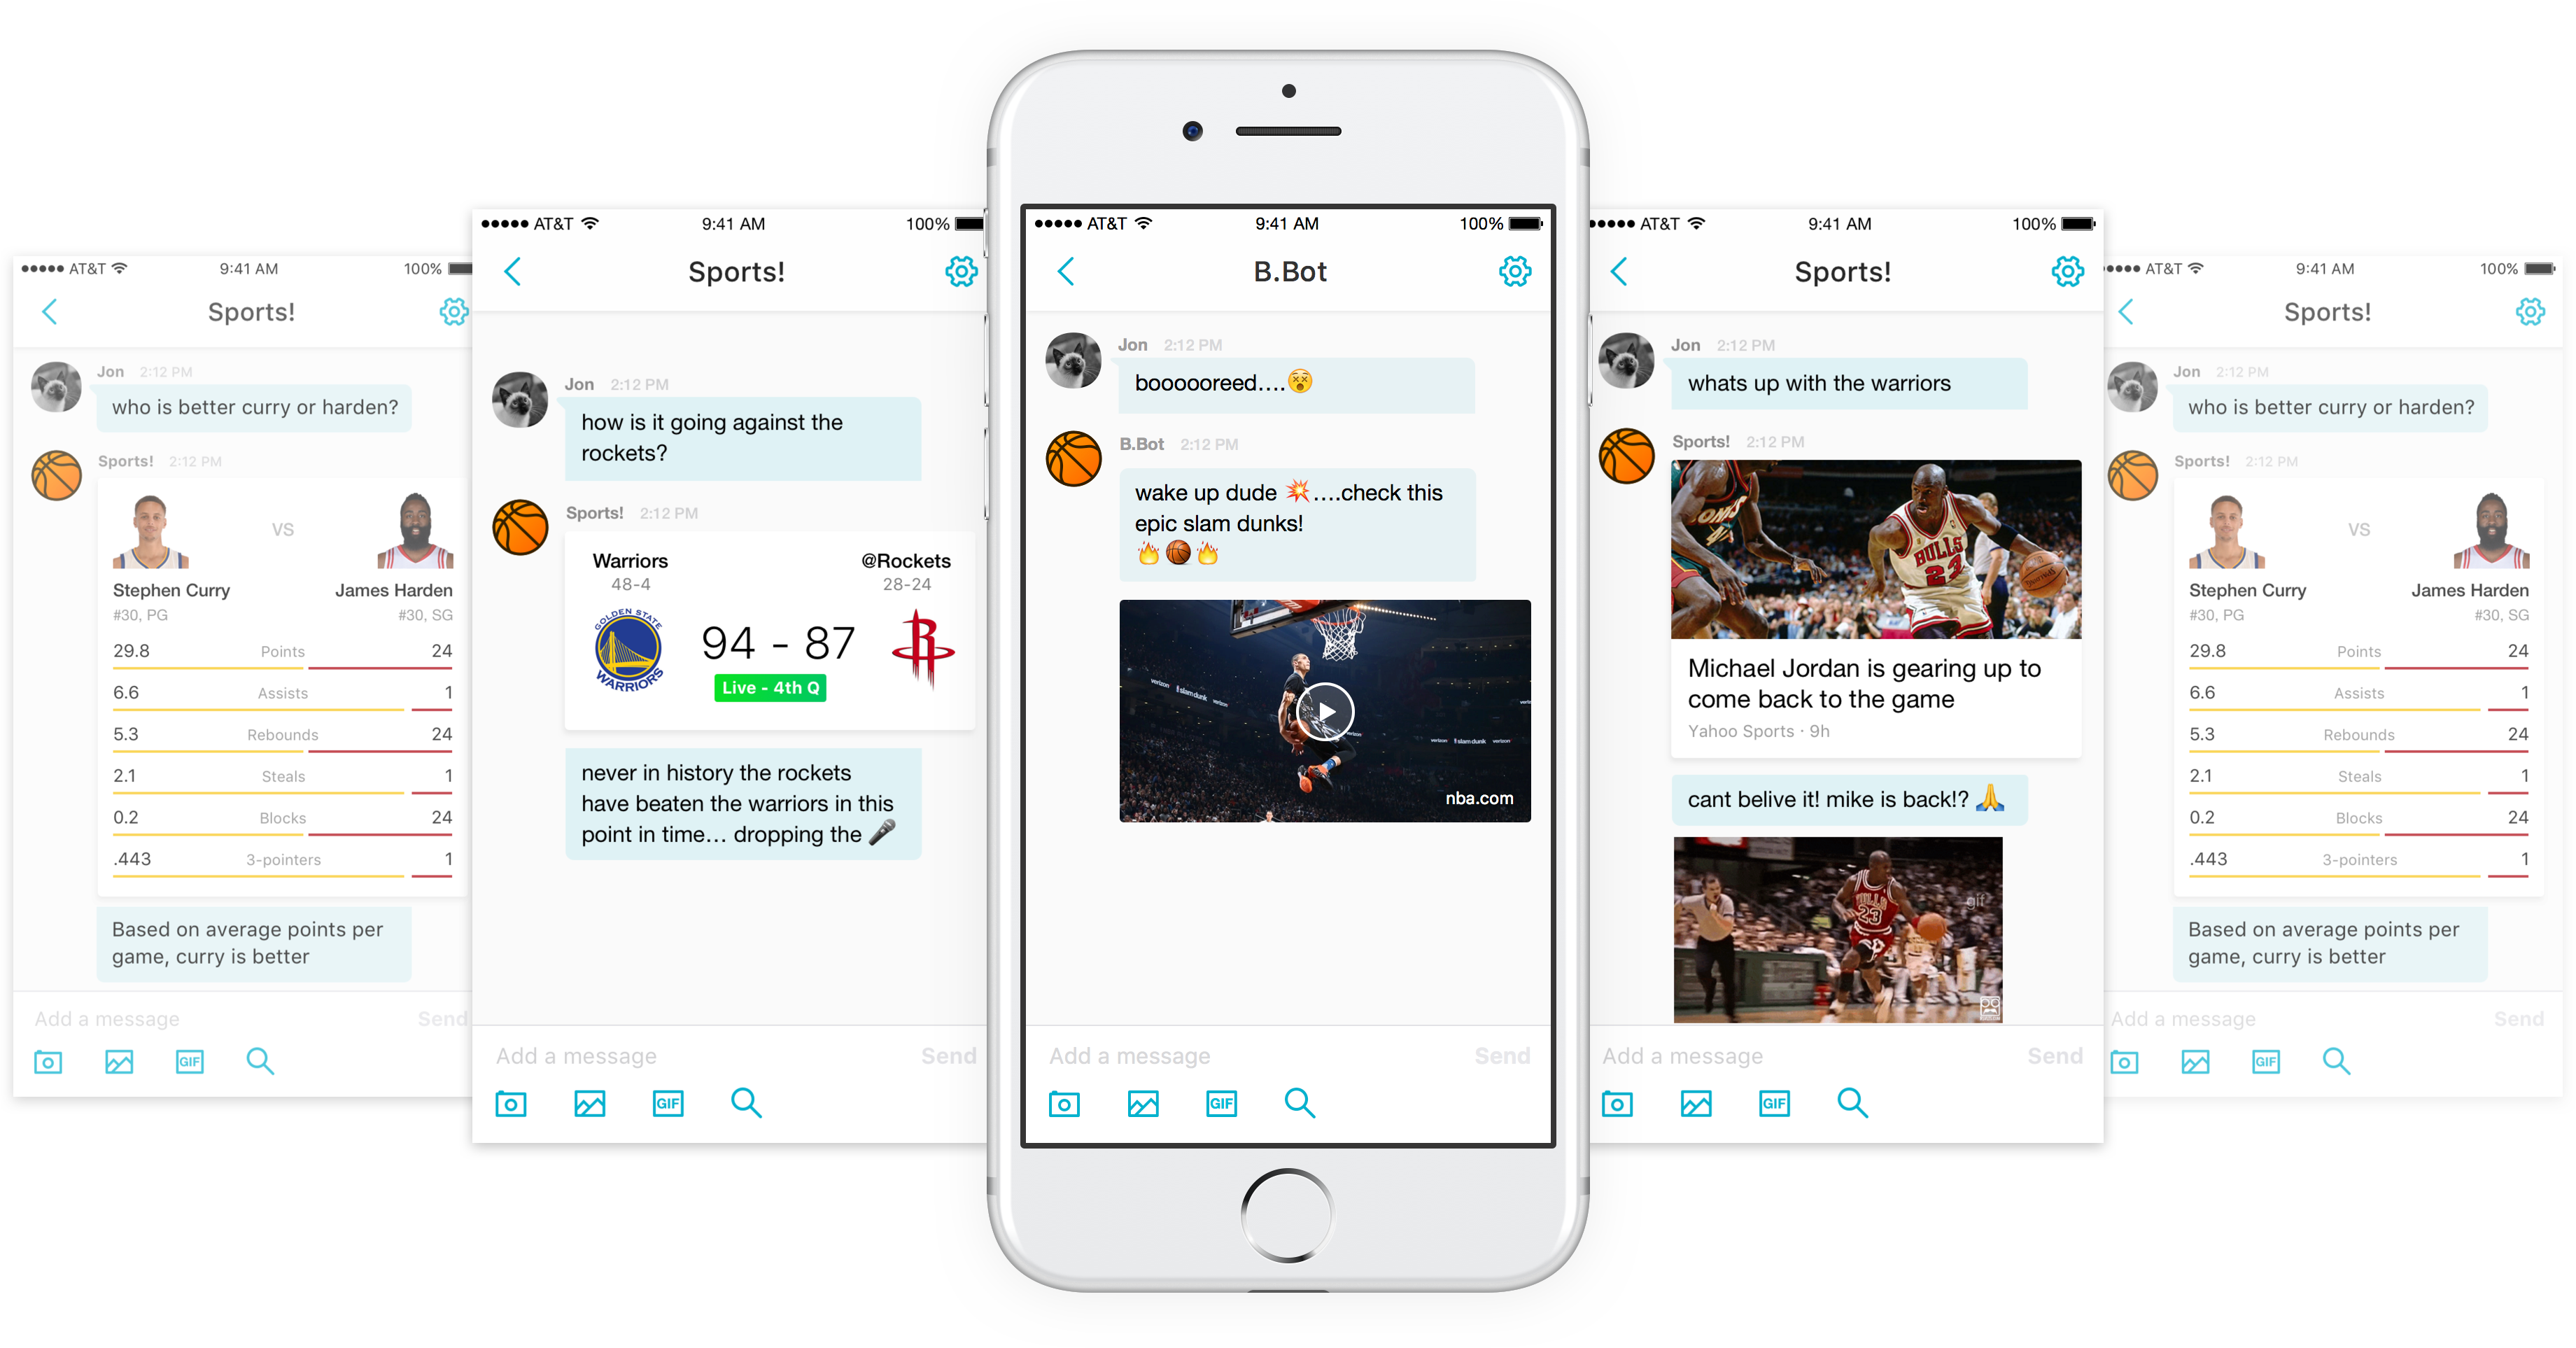 AT&T 9:41 AM 100%
Sports!
Jon 2:12 PM
who is better curry or harden?
Sports! 2:12 PM
VS
Stephen Curry James Harden
#30, PG #30, SG
29.8 Points 24
6.6 Assists 1
5.3 Rebounds 24
2.1 Steals 1
0.2 Blocks 24
.443 3-pointers 1
Based on average points per
game, curry is better
Add a message Send
GIF
AT&T 9:41 AM 100%
Sports!
Jon 2:12 PM
how is it going against the
rockets?
Sports! 2:12 PM
Warriors @Rockets
48-4 28-24
GOLDEN STATE
WARRIORS
94 - 87
R
Live - 4th Q
never in history the rockets
have beaten the warriors in this
point in time... dropping the 🎤
Add a message Send
GIF
AT&T 9:41 AM 100%
B.Bot
Jon 2:12 PM
boooooreed....😵
B.Bot 2:12 PM
wake up dude 💥....check this
epic slam dunks!
🔥🏀🔥
verizon slam dunk verizon
verizon
verizon slam dunk verizon
nba.com
Add a message Send
GIF
AT&T 9:41 AM 100%
Sports!
Jon 2:12 PM
whats up with the warriors
Sports! 2:12 PM
BULLS
23
Michael Jordan is gearing up to
come back to the game
Yahoo Sports · 9h
cant belive it! mike is back!? 🙏
BULLS
23
gif
Add a message Send
GIF
AT&T 9:41 AM 100%
Sports!
Jon 2:12 PM
who is better curry or harden?
Sports! 2:12 PM
VS
Stephen Curry James Harden
#30, PG #30, SG
29.8 Points 24
6.6 Assists 1
5.3 Rebounds 24
2.1 Steals 1
0.2 Blocks 24
.443 3-pointers 1
Based on average points per
game, curry is better
Add a message Send
GIF